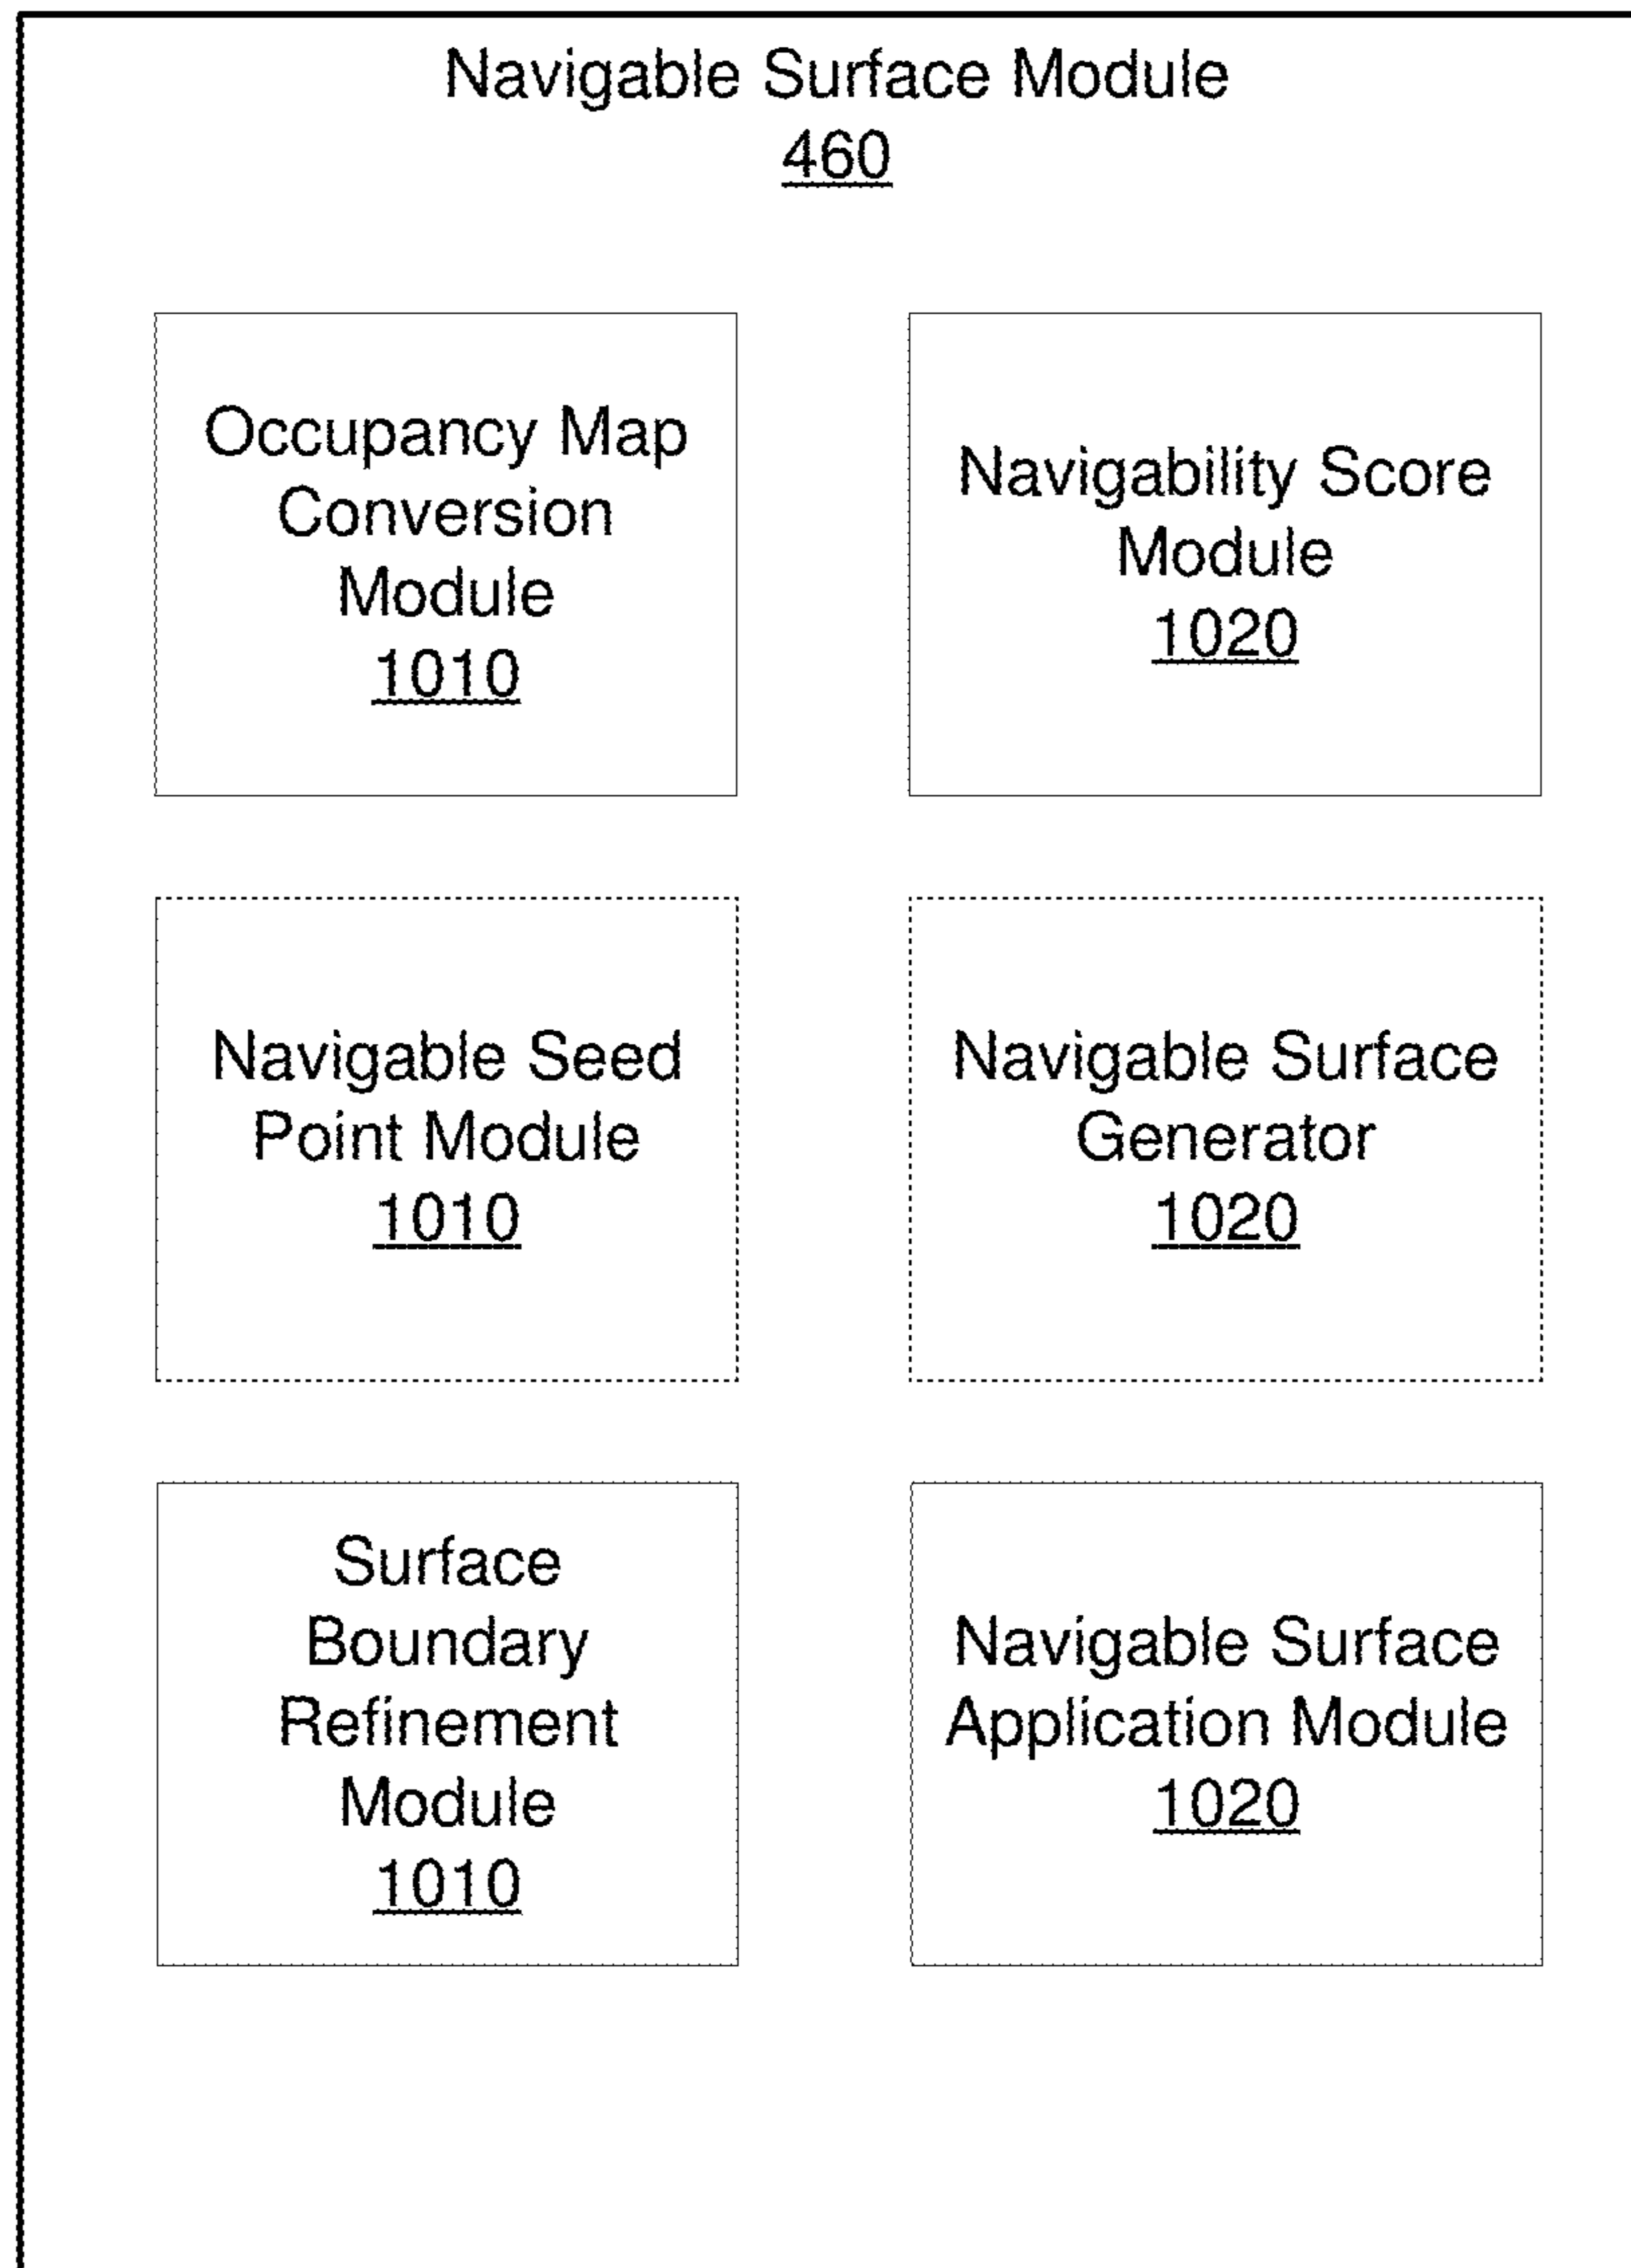 Navigable Surface Module
460
Occupancy Map
Conversion
Module
1010
Navigability Score
Module
1020
Navigable Seed
Point Module
1010
Navigable Surface
Generator
1020
Surface
Boundary
Refinement
Module
1010
Navigable Surface
Application Module
1020